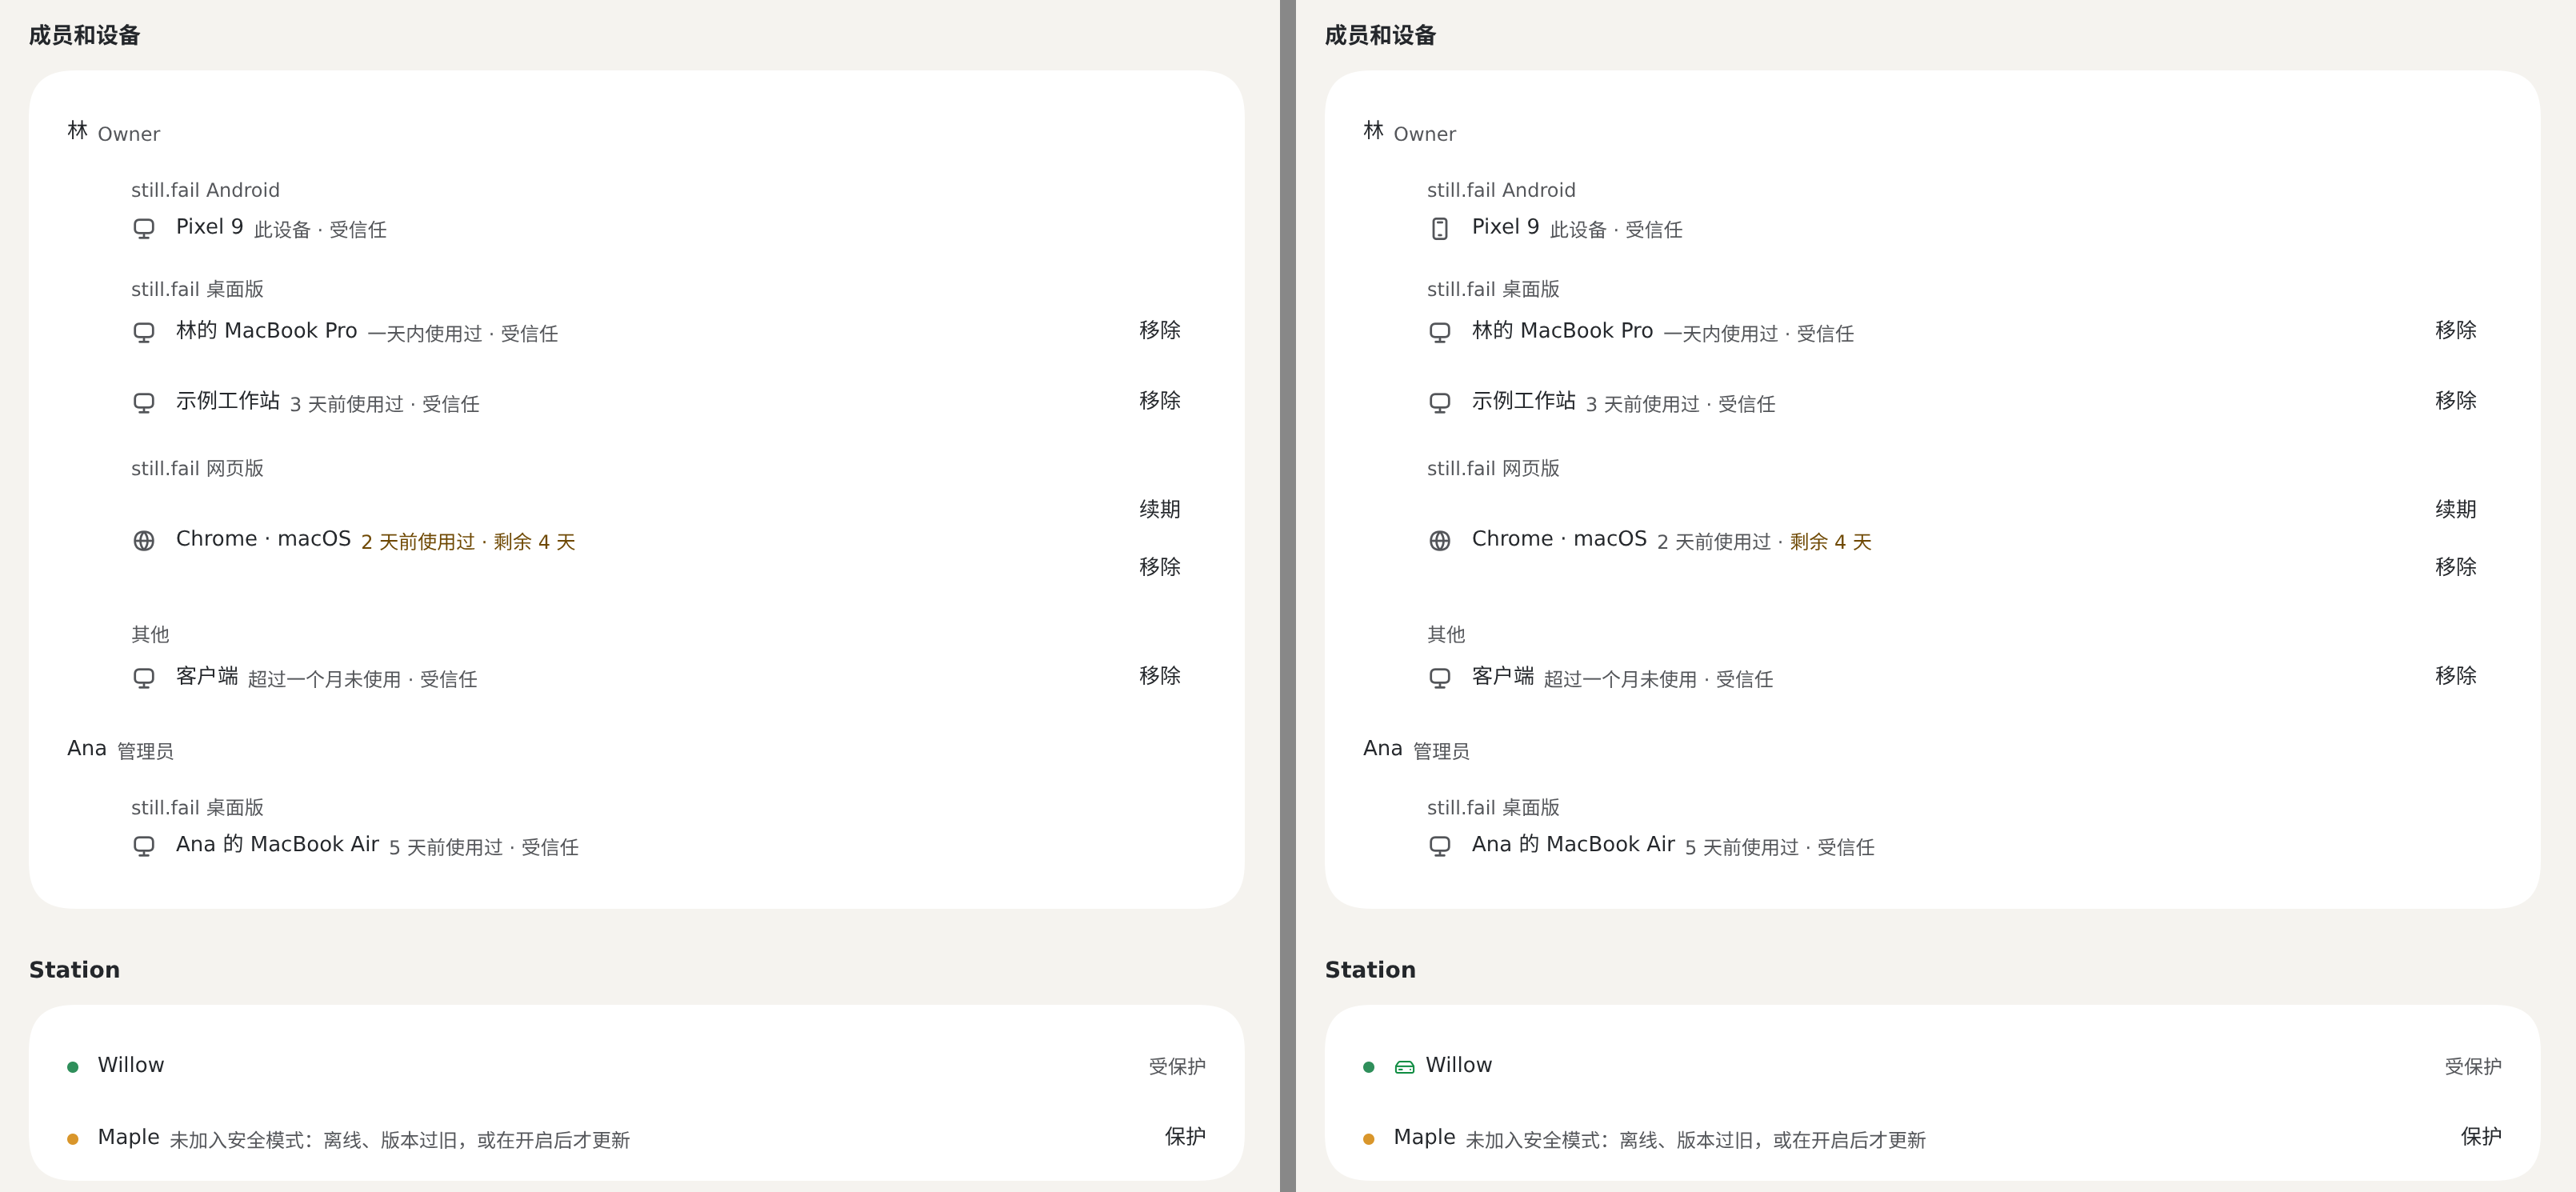 成员和设备
林 Owner
still.fail Android
Pixel 9 此设备 · 受信任
still.fail 桌面版
林的 MacBook Pro 一天内使用过 · 受信任 移除
示例工作站 3 天前使用过 · 受信任 移除
still.fail 网页版
续期
Chrome · macOS 2 天前使用过 · 剩余 4 天
移除
其他
客户端 超过一个月未使用 · 受信任 移除
Ana 管理员
still.fail 桌面版
Ana 的 MacBook Air 5 天前使用过 · 受信任
Station
Willow 受保护
Maple 未加入安全模式：离线、版本过旧，或在开启后才更新 保护
成员和设备
林 Owner
still.fail Android
Pixel 9 此设备 · 受信任
still.fail 桌面版
林的 MacBook Pro 一天内使用过 · 受信任 移除
示例工作站 3 天前使用过 · 受信任 移除
still.fail 网页版
续期
Chrome · macOS 2 天前使用过 · 剩余 4 天
移除
其他
客户端 超过一个月未使用 · 受信任 移除
Ana 管理员
still.fail 桌面版
Ana 的 MacBook Air 5 天前使用过 · 受信任
Station
Willow 受保护
Maple 未加入安全模式：离线、版本过旧，或在开启后才更新 保护